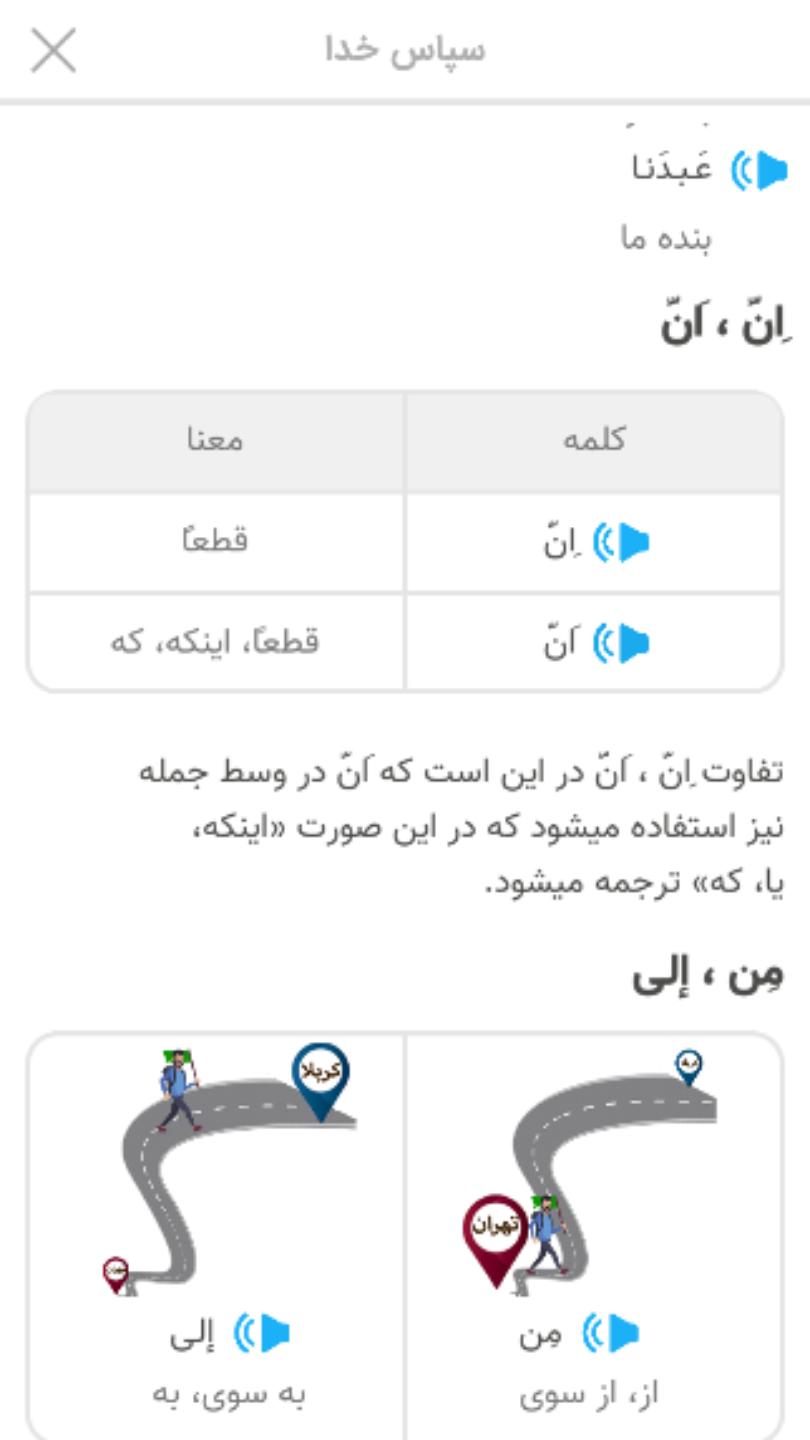 سپاس خدا
عَبدَنا
بنده ما
اِنّ ، اَنّ
کلمه
معنا
اِنّ
قطعاً
اَنّ
قطعاً، اینکه، که
تفاوت اِنّ ، اَنّ در این است که اَنّ در وسط جمله
نیز استفاده میشود که در این صورت «اینکه،
یا، که» ترجمه میشود.
مِن ، إلی
تهران
کربلا
مِن
إلی
از، از سوی
به سوی، به